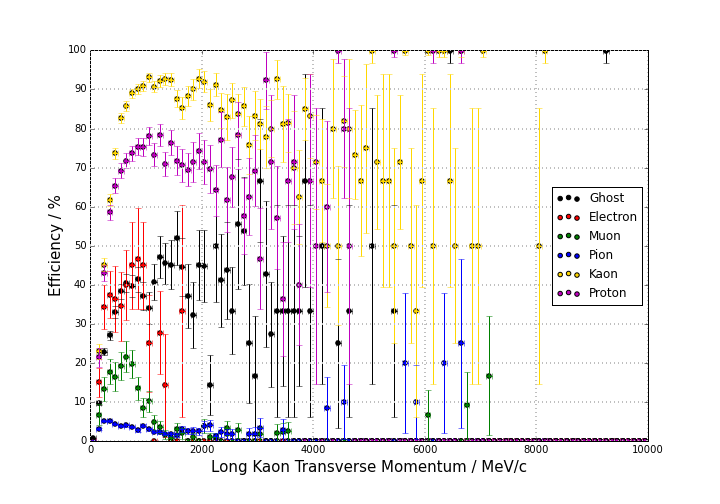 100
90
80
70
60
50
40
30
20
10
0
Efficiency / %
Ghost
Electron
Muon
Pion
Kaon
Proton
0 2000 4000 6000 8000 10000
Long Kaon Transverse Momentum / MeV/c